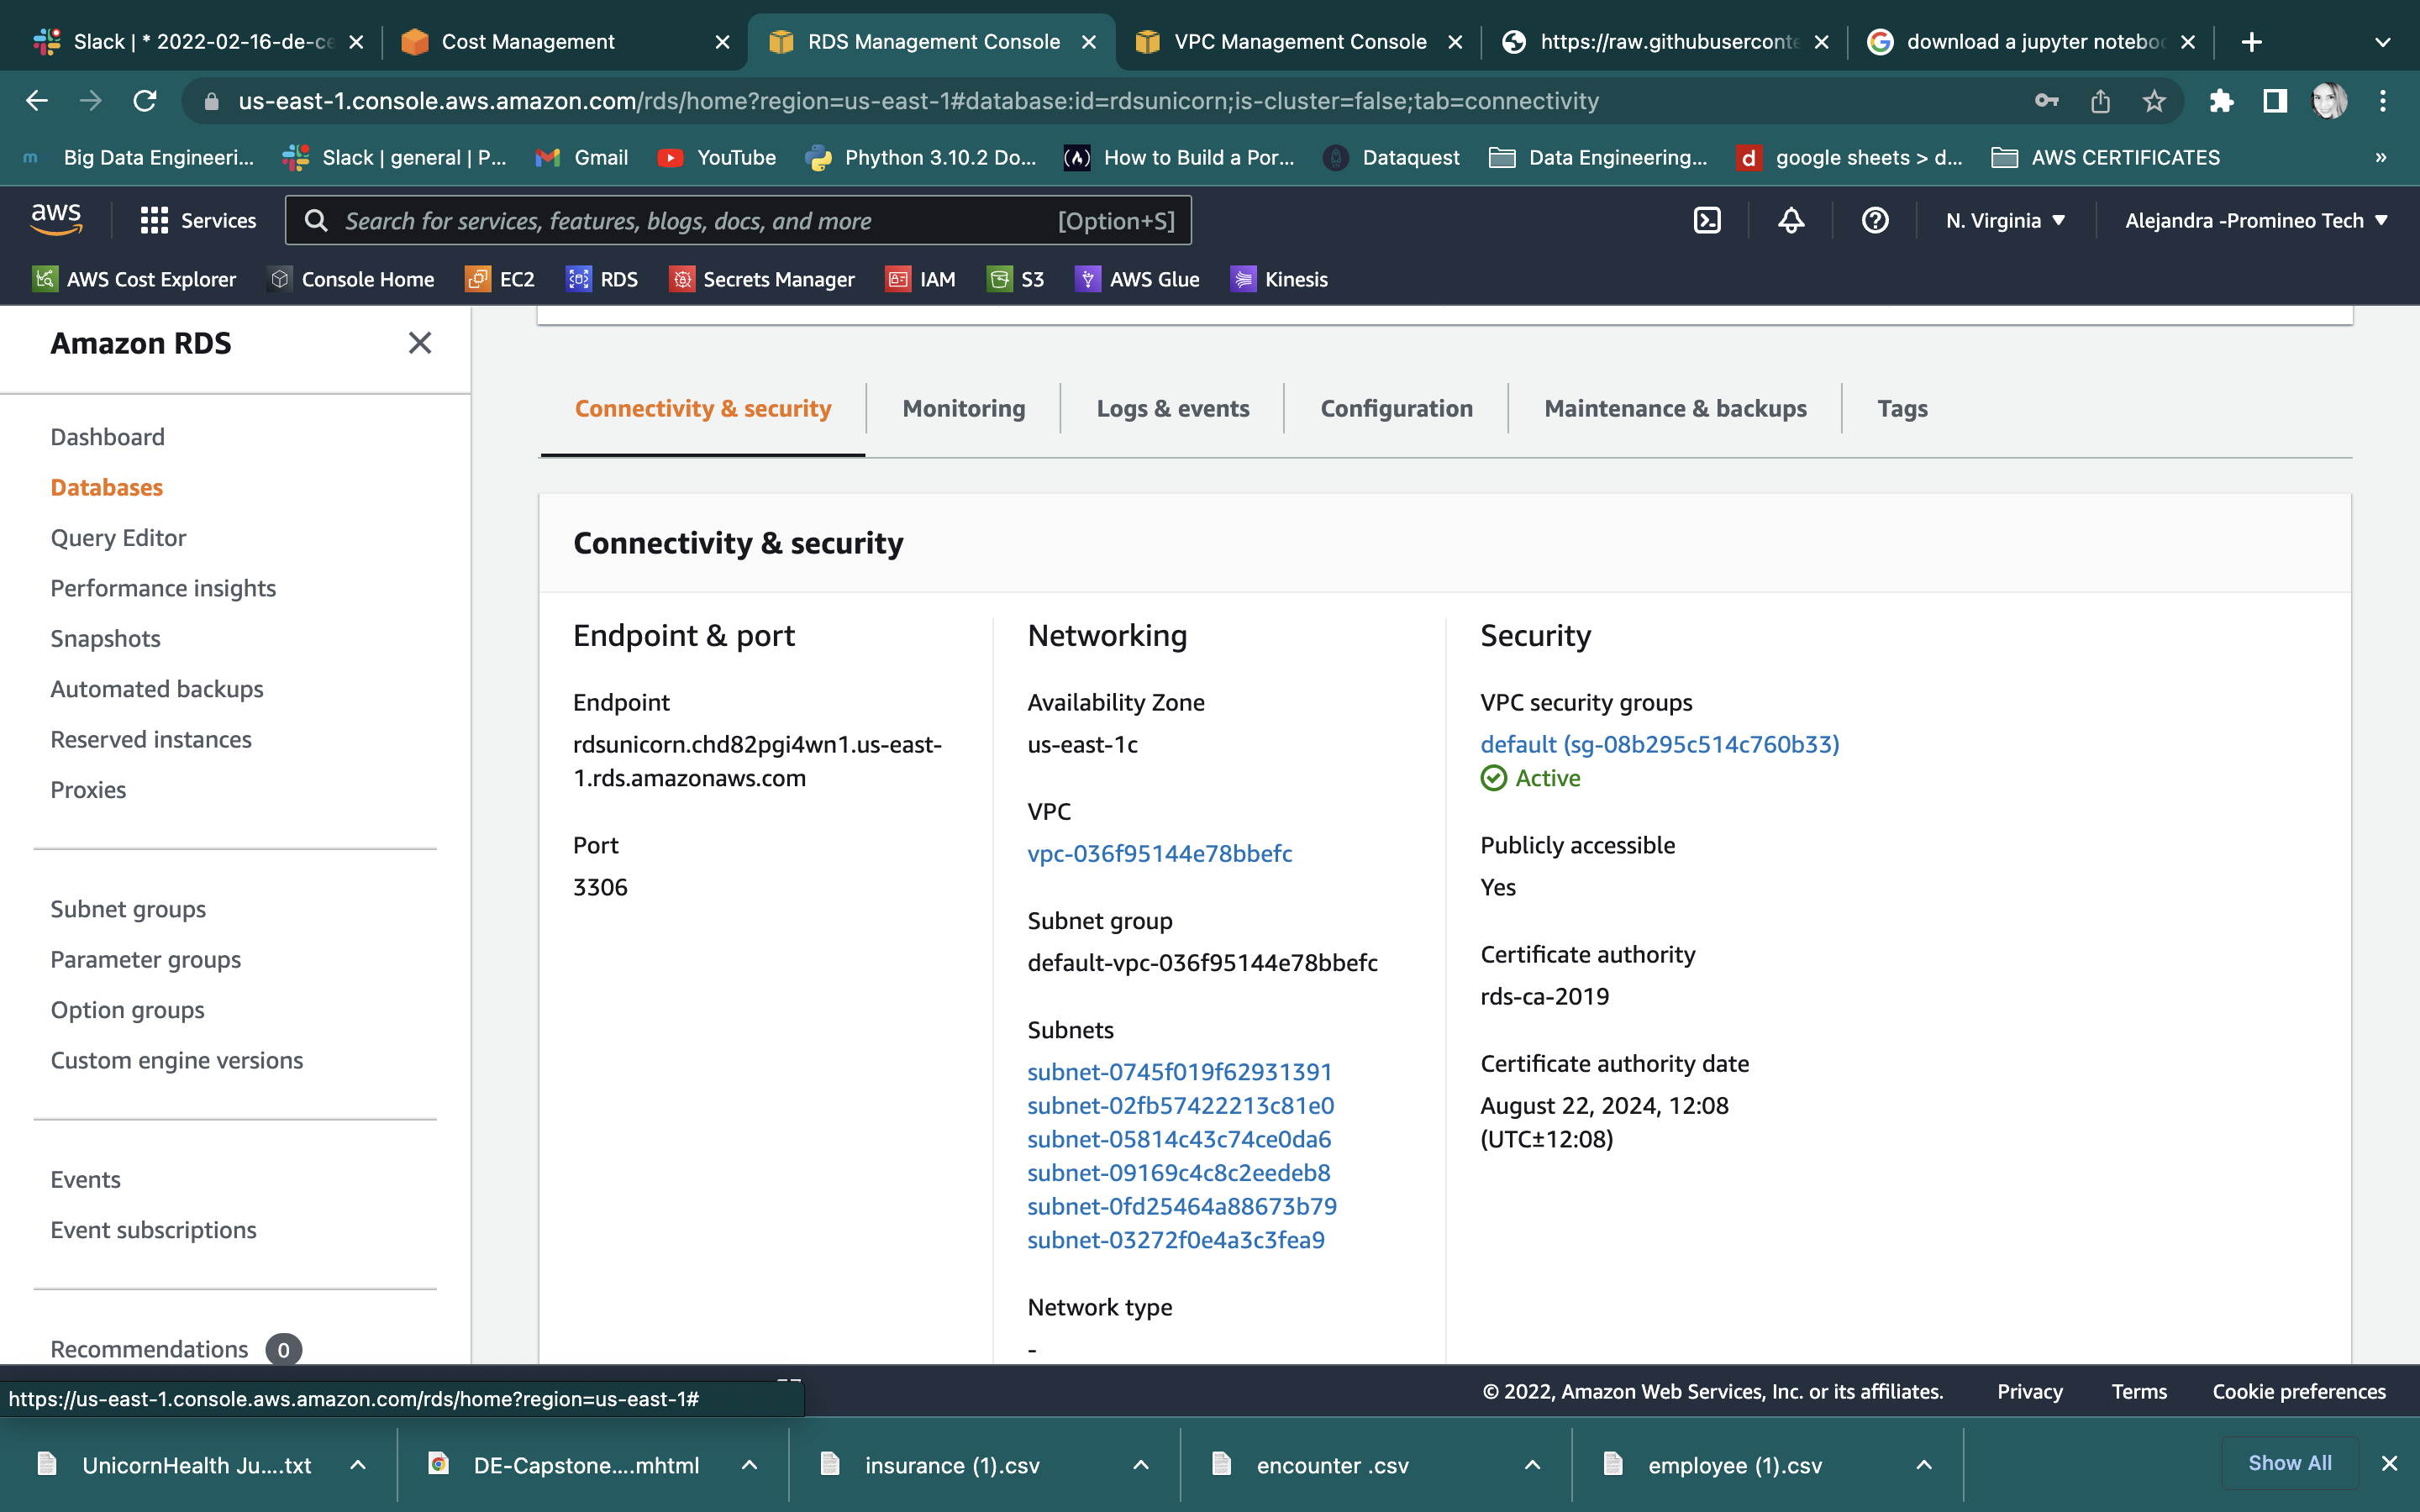 Slack | * 2022-02-16-de-ce
Cost Management
RDS Management Console
VPC Management Console
https://raw.githubuserconte
download a jupyter noteboo
us-east-1.console.aws.amazon.com/rds/home?region=us-east-1#database:id=rdsunicorn;is-cluster=false;tab=connectivity
m
Big Data Engineeri...
Slack | general | P...
Gmail
YouTube
Phython 3.10.2 Do...
How to Build a Por...
Dataquest
Data Engineering...
d
google sheets > d...
AWS CERTIFICATES
»
aws
Services
Search for services, features, blogs, docs, and more
[Option+S]
N. Virginia
Alejandra -Promineo Tech
AWS Cost Explorer
Console Home
EC2
RDS
Secrets Manager
IAM
S3
AWS Glue
Kinesis
Amazon RDS
Dashboard
Databases
Query Editor
Performance insights
Snapshots
Automated backups
Reserved instances
Proxies
Subnet groups
Parameter groups
Option groups
Custom engine versions
Events
Event subscriptions
Recommendations 0
Connectivity & security
Monitoring
Logs & events
Configuration
Maintenance & backups
Tags
Connectivity & security
Endpoint & port
Endpoint
rdsunicorn.chd82pgi4wn1.us-east-
1.rds.amazonaws.com
Port
3306
Networking
Availability Zone
us-east-1c
VPC
vpc-036f95144e78bbefc
Subnet group
default-vpc-036f95144e78bbefc
Subnets
subnet-0745f019f62931391
subnet-02fb57422213c81e0
subnet-05814c43c74ce0da6
subnet-09169c4c8c2eedeb8
subnet-0fd25464a88673b79
subnet-03272f0e4a3c3fea9
Network type
-
Security
VPC security groups
default (sg-08b295c514c760b33)
Active
Publicly accessible
Yes
Certificate authority
rds-ca-2019
Certificate authority date
August 22, 2024, 12:08
(UTC±12:08)
https://us-east-1.console.aws.amazon.com/rds/home?region=us-east-1#
© 2022, Amazon Web Services, Inc. or its affiliates.
Privacy
Terms
Cookie preferences
UnicornHealth Ju....txt
DE-Capstone....mhtml
insurance (1).csv
encounter .csv
employee (1).csv
Show All